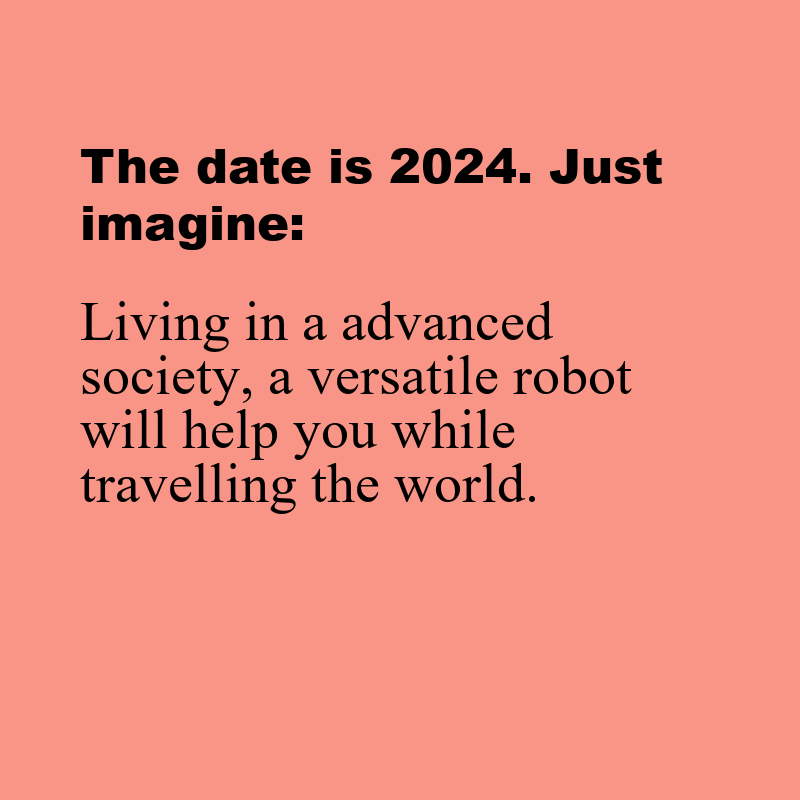 The date is 2024. Just
imagine:
Living in a advanced
society, a versatile robot
will help you while
travelling the world.